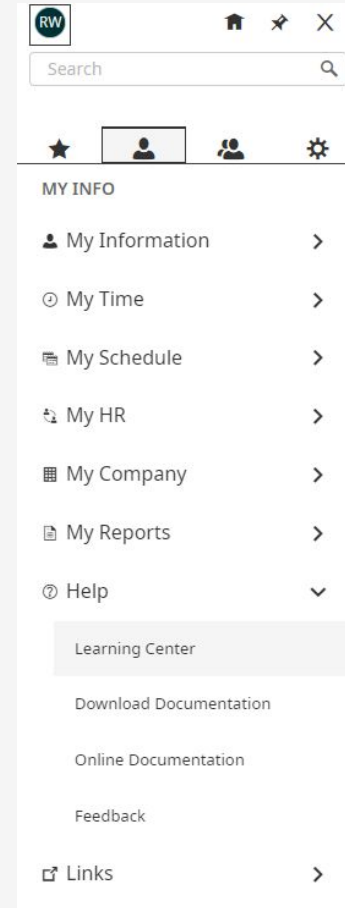 RW
Search
MY INFO
My Information
My Time
My Schedule
My HR
My Company
My Reports
Help
Learning Center
Download Documentation
Online Documentation
Feedback
Links